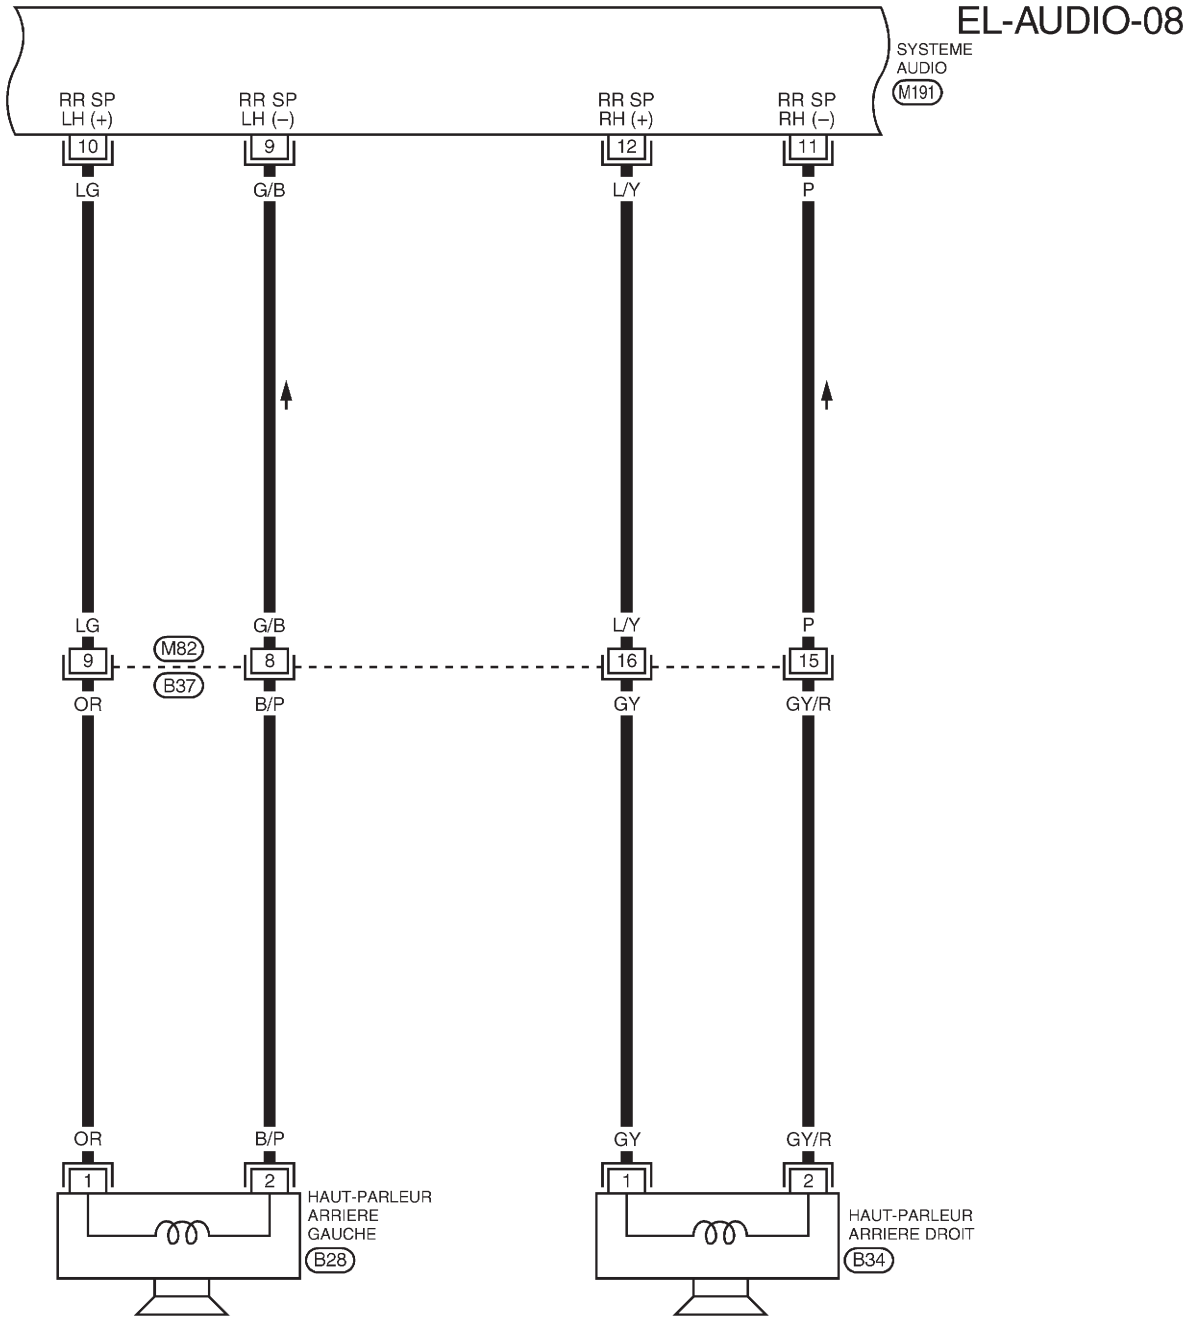 EL-AUDIO-08
SYSTEME
AUDIO
M191
RR SP
LH (+)
RR SP
LH (–)
RR SP
RH (+)
RR SP
RH (–)
10
9
12
11
LG
G/B
L/Y
P
LG
G/B
L/Y
P
M82
9
8
16
15
B37
OR
B/P
GY
GY/R
OR
B/P
GY
GY/R
1
2
1
2
HAUT-PARLEUR
ARRIERE
GAUCHE
B28
HAUT-PARLEUR
ARRIERE DROIT
B34